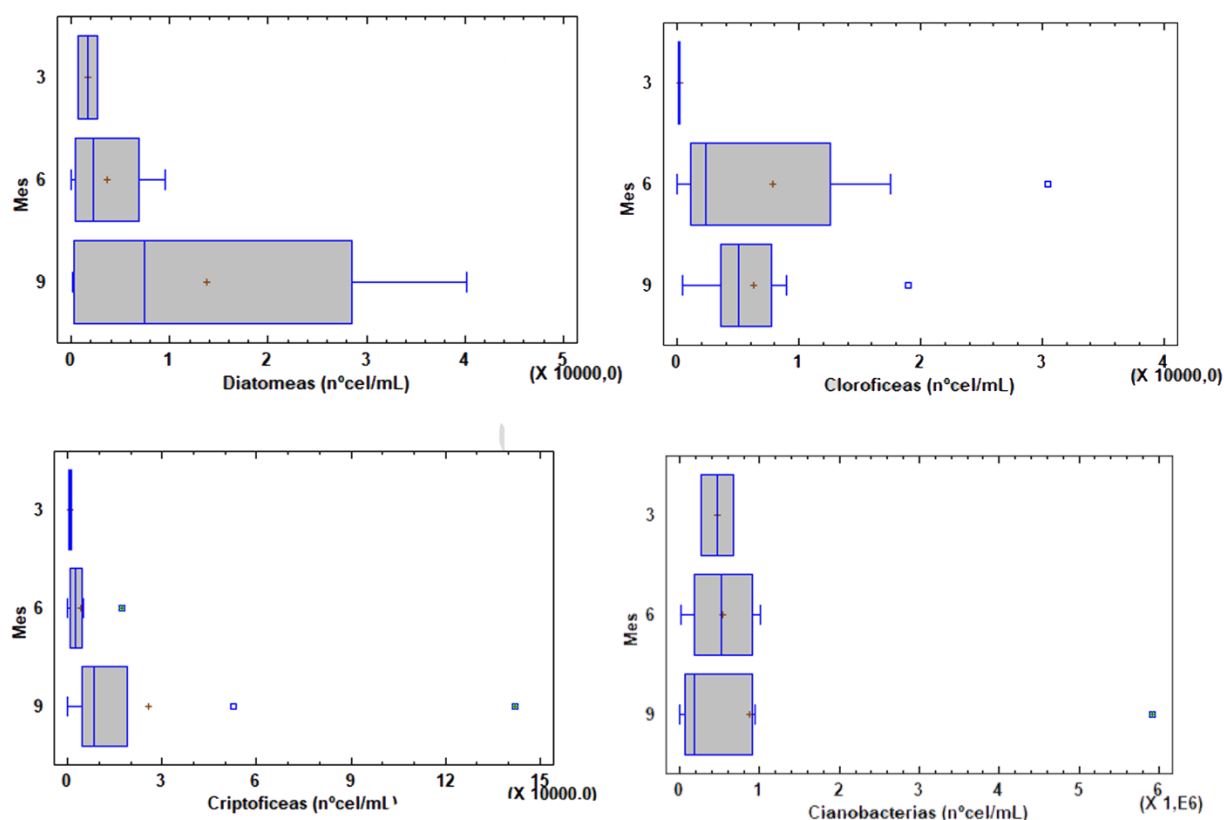 Mes
3
6
9
0 1 2 3 4 5
(X 10000,0)
Diatomeas (nºcel/mL)
Mes
3
6
9
0 1 2 3 4
(X 10000,0)
Cloroficeas (nºcel/mL)
Mes
3
6
9
0 3 6 9 12 15
(X 10000.0)
Criptoficeas (nºcel/mL)
Mes
3
6
9
0 1 2 3 4 5 6
(X 1,E6)
Cianobacterias (nºcel/mL)